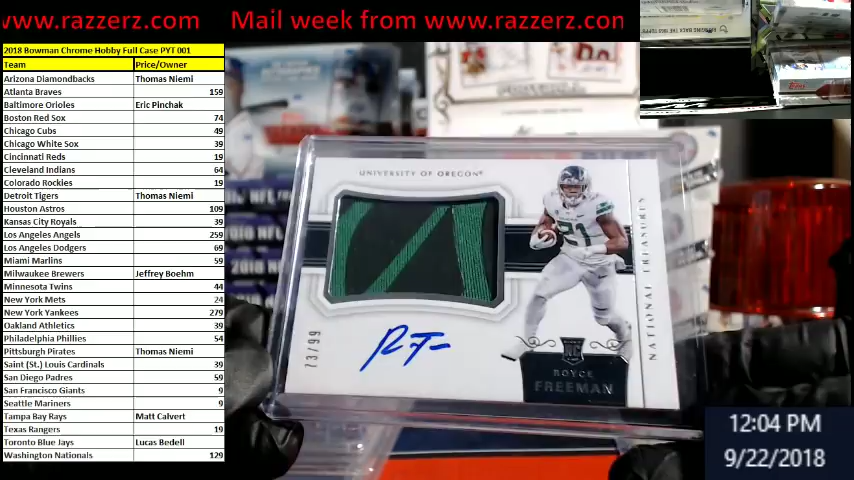 www.com Mail week from www.razzerz.con
2018 Bowman Chrome Hobby Full Case PYT 001
Team Price/Owner
Arizona Diamondbacks Thomas Niemi
Atlanta Braves 159
Baltimore Orioles Eric Pinchak
Boston Red Sox 74
Chicago Cubs 49
Chicago White Sox 39
Cincinnati Reds 19
Cleveland Indians 64
Colorado Rockies 19
Detroit Tigers Thomas Niemi
Houston Astros 109
Kansas City Royals 39
Los Angeles Angels 259
Los Angeles Dodgers 69
Miami Marlins 59
Milwaukee Brewers Jeffrey Boehm
Minnesota Twins 44
New York Mets 24
New York Yankees 279
Oakland Athletics 39
Philadelphia Phillies 54
Pittsburgh Pirates Thomas Niemi
Saint (St.) Louis Cardinals 39
San Diego Padres 59
San Francisco Giants 9
Seattle Mariners 9
Tampa Bay Rays Matt Calvert
Texas Rangers 19
Toronto Blue Jays Lucas Bedell
Washington Nationals 129
UNIVERSITY OF OREGON
21
NATIONAL TREASURES
73/99
RC
ROYCE
FREEMAN
12:04 PM
9/22/2018